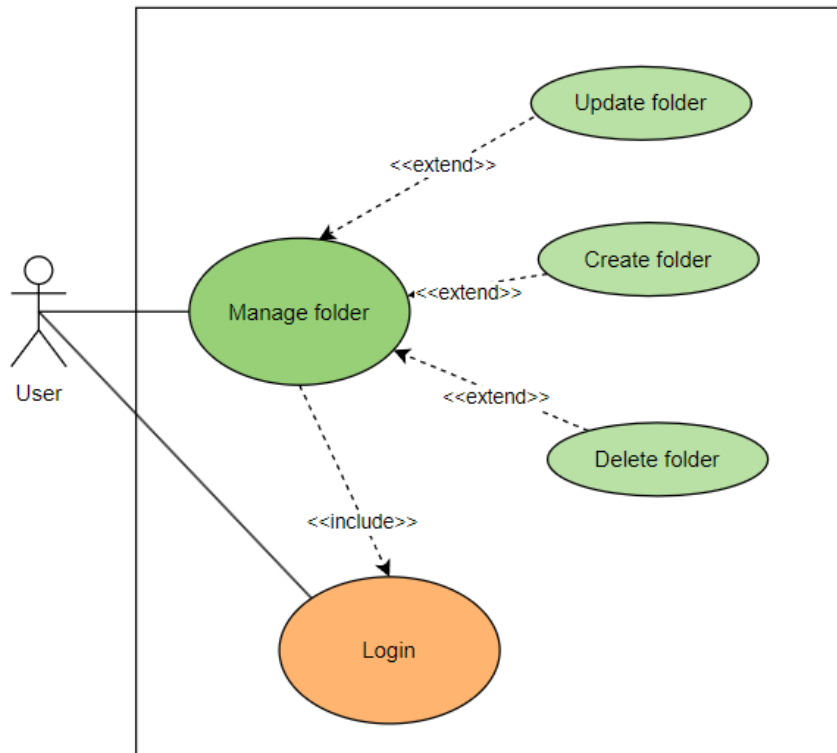 Update folder
<<extend>>
Create folder
<<extend>>
Manage folder
User
<<extend>>
Delete folder
<<include>>
Login